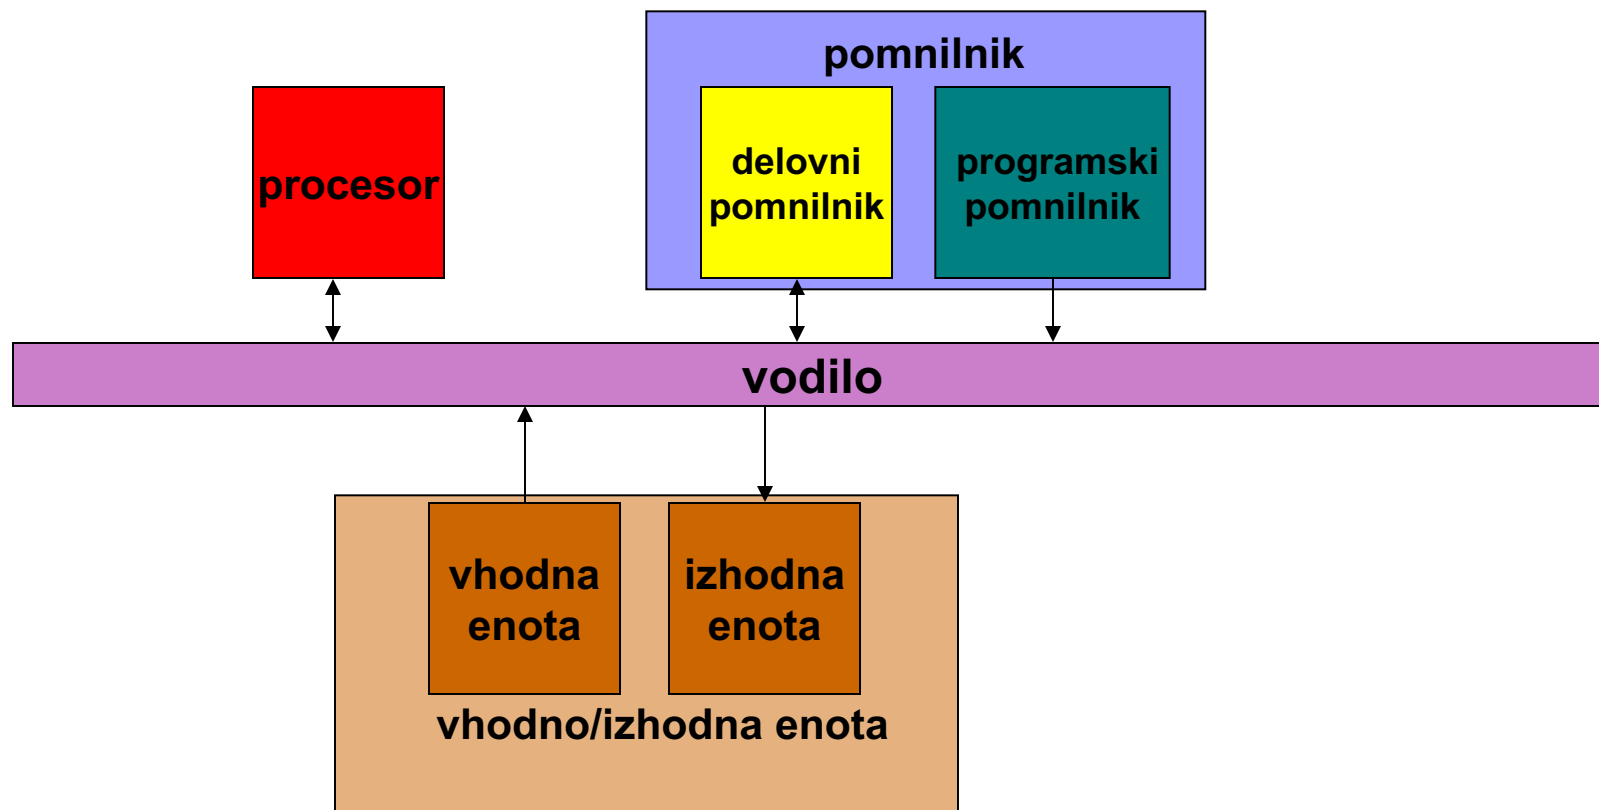 pomnilnik
procesor
delovni
pomnilnik
programski
pomnilnik
vodilo
vhodna
enota
izhodna
enota
vhodno/izhodna enota